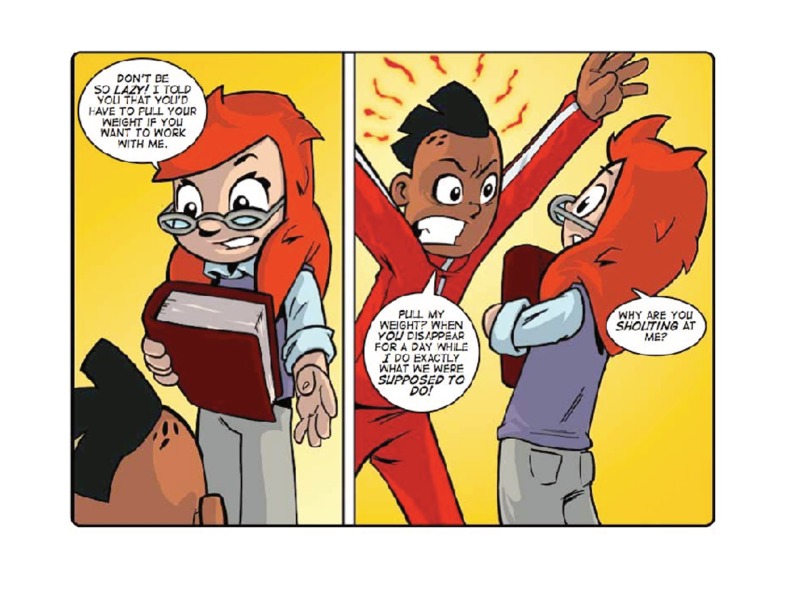 DON'T BE
SO LAZY! I TOLD
YOU THAT YOU'D
HAVE TO PULL YOUR
WEIGHT IF YOU
WANT TO WORK
WITH ME.
PULL MY
WEIGHT? WHEN
YOU DISAPPEAR
FOR A DAY WHILE
I DO EXACTLY
WHAT WE WERE
SUPPOSED TO
DO!
WHY ARE YOU
SHOUTING AT
ME?